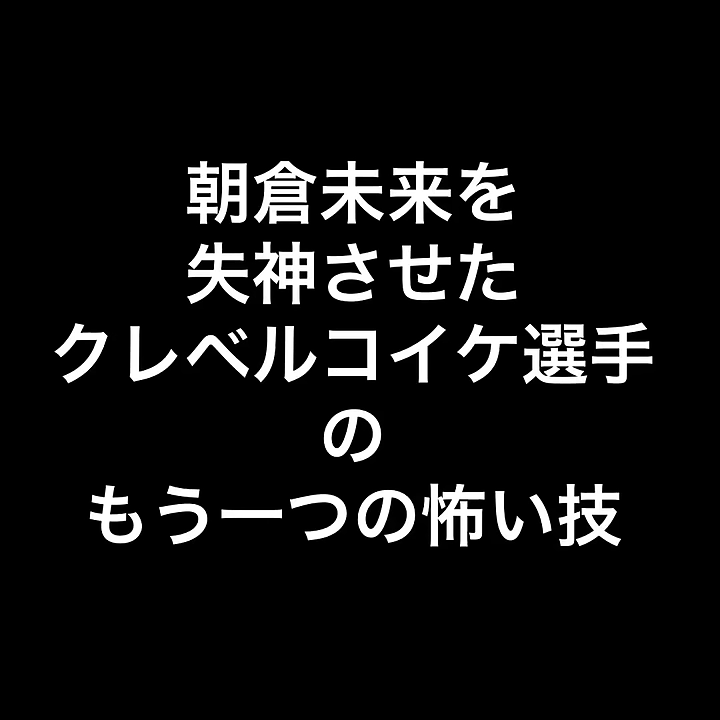 朝倉未来を
失神させた
クレベルコイケ選手
の
もう一つの怖い技